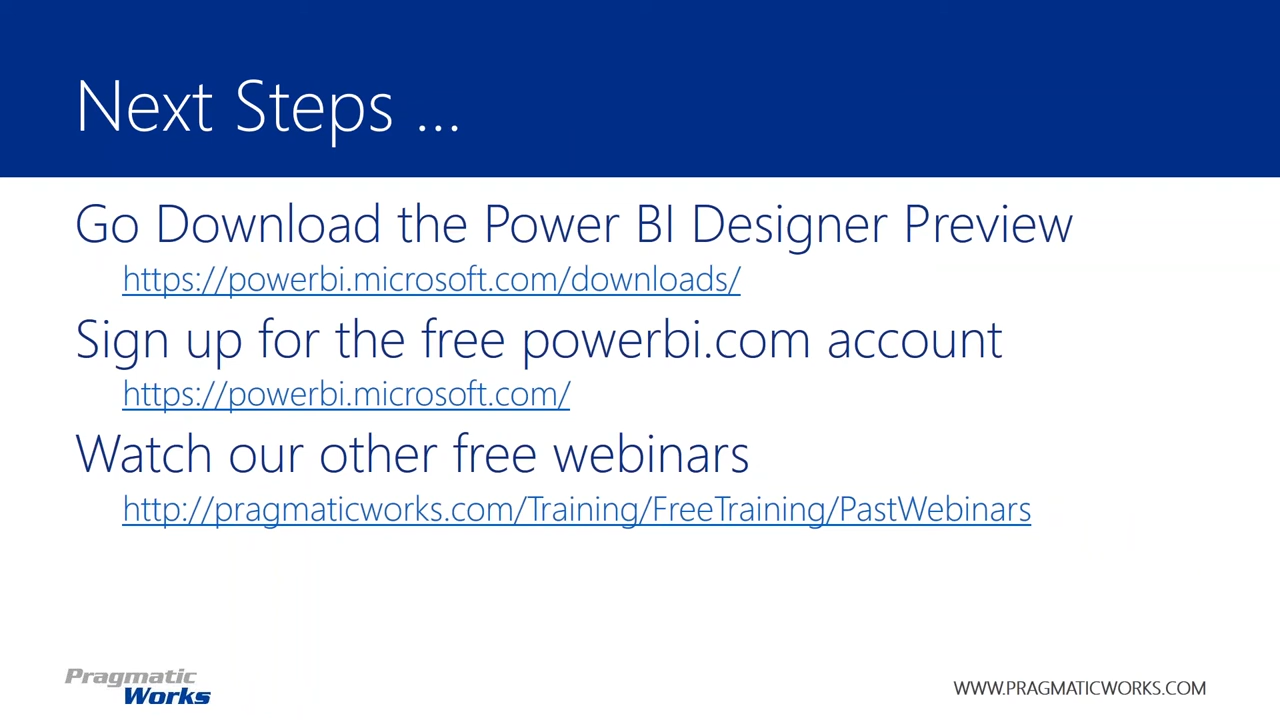 Next Steps ...
Go Download the Power BI Designer Preview
https://powerbi.microsoft.com/downloads/
Sign up for the free powerbi.com account
https://powerbi.microsoft.com/
Watch our other free webinars
http://pragmaticworks.com/Training/FreeTraining/PastWebinars
Pragmatic
Works
WWW.PRAGMATICWORKS.COM